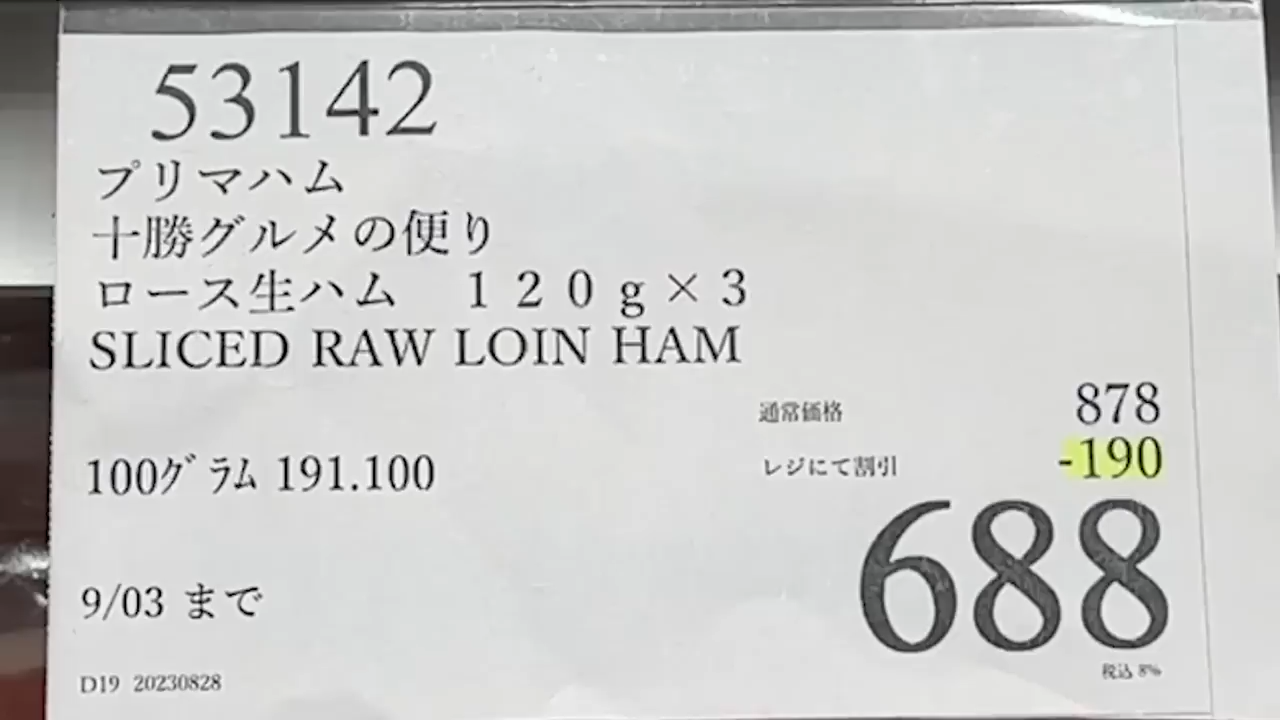 53142
プリマハム
十勝グルメの便り
ロース生ハム　１２０ｇ×３
SLICED RAW LOIN HAM
通常価格 878
レジにて割引 -190
100ｸﾞﾗﾑ 191.100
688
9/03 まで
税込 8%
D19 20230828